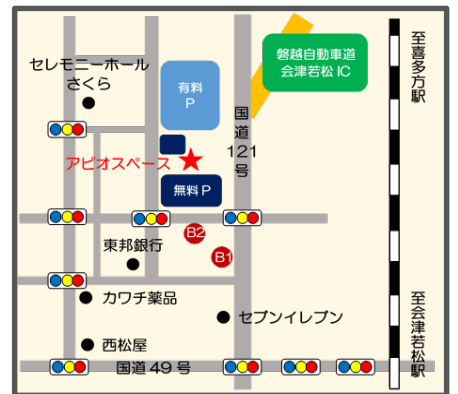 セレモニーホール
さくら
有料
P
磐越自動車道
会津若松 IC
至喜多方駅
国道
121
号
アピオスペース
無料 P
B2
B1
東邦銀行
カワチ薬品
セブンイレブン
西松屋
国道 49 号
至会津若松駅